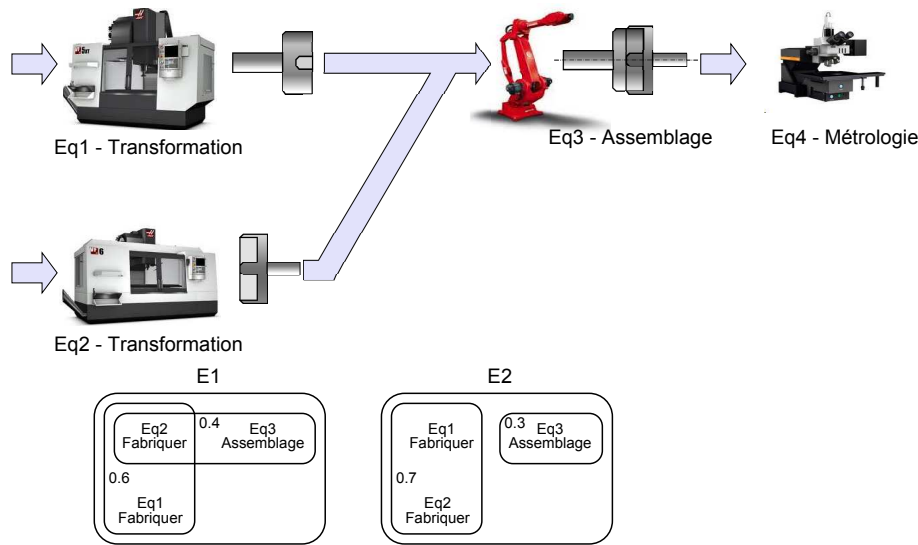 Eq1 - Transformation
Eq3 - Assemblage
Eq4 - Métrologie
Eq2 - Transformation
E1
E2
Eq2
Fabriquer
0.4
Eq3
Assemblage
0.6
Eq1
Fabriquer
Eq1
Fabriquer
0.3
Eq3
Assemblage
0.7
Eq2
Fabriquer